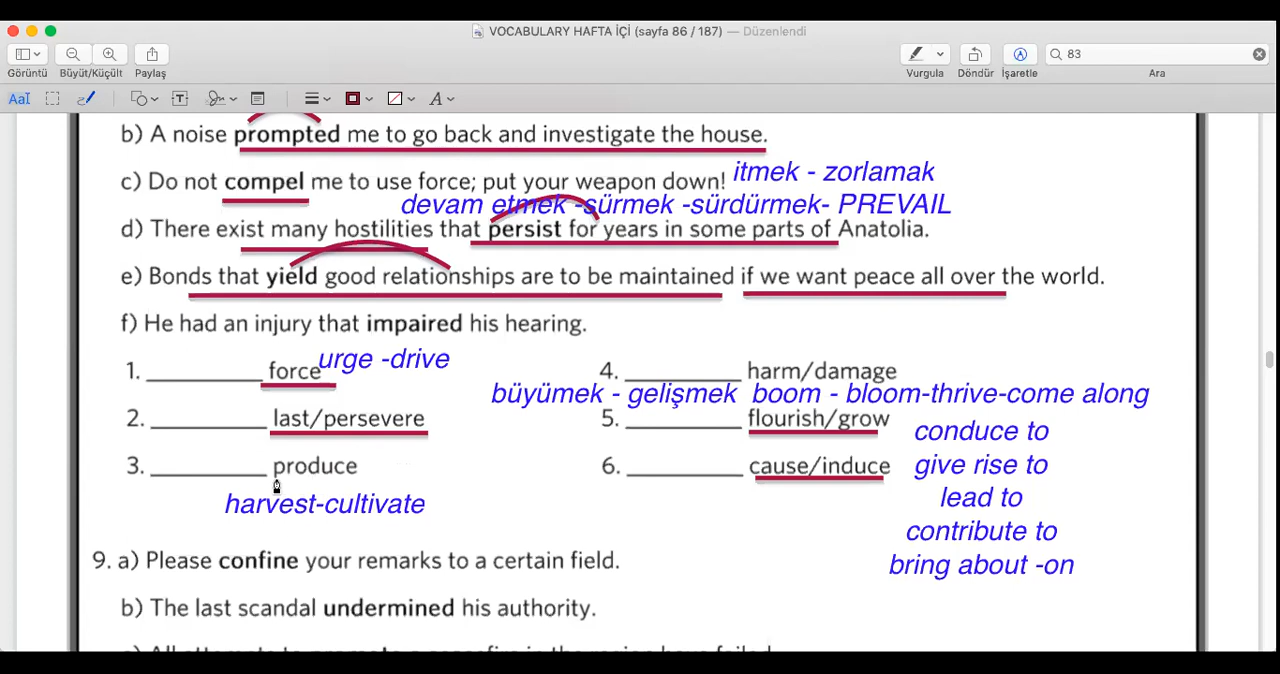 VOCABULARY HAFTA İÇİ (sayfa 86 / 187) — Düzenlendi
83
Görüntü Büyüt/Küçült Paylaş Vurgula Döndür İşaretle Ara
AaI T A
b) A noise prompted me to go back and investigate the house.
itmek - zorlamak
c) Do not compel me to use force; put your weapon down!
devam etmek -sürmek -sürdürmek- PREVAIL
d) There exist many hostilities that persist for years in some parts of Anatolia.
e) Bonds that yield good relationships are to be maintained if we want peace all over the world.
f) He had an injury that impaired his hearing.
urge -drive
1. __________ force 4. __________ harm/damage
büyümek - gelişmek boom - bloom-thrive-come along
2. __________ last/persevere 5. __________ flourish/grow
conduce to
3. __________ produce 6. __________ cause/induce
give rise to
harvest-cultivate
lead to
contribute to
9. a) Please confine your remarks to a certain field.
bring about -on
b) The last scandal undermined his authority.